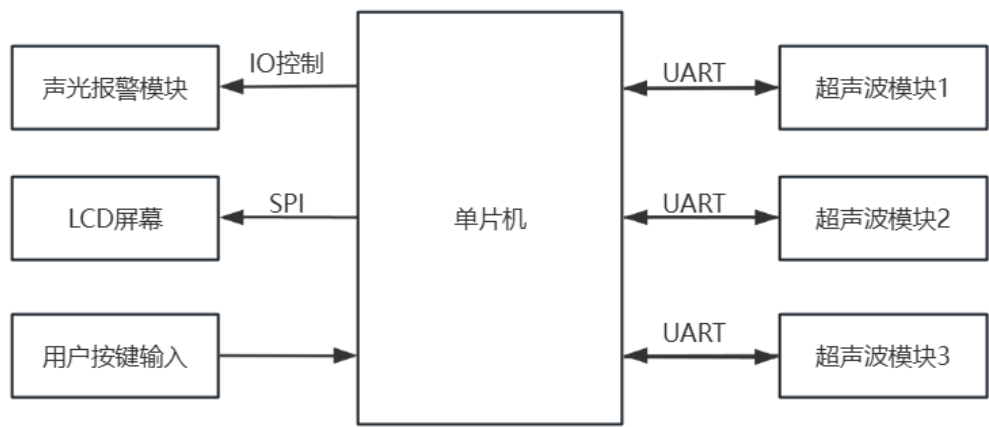 IO控制
UART
声光报警模块
超声波模块1
SPI
UART
LCD屏幕
单片机
超声波模块2
UART
用户按键输入
超声波模块3